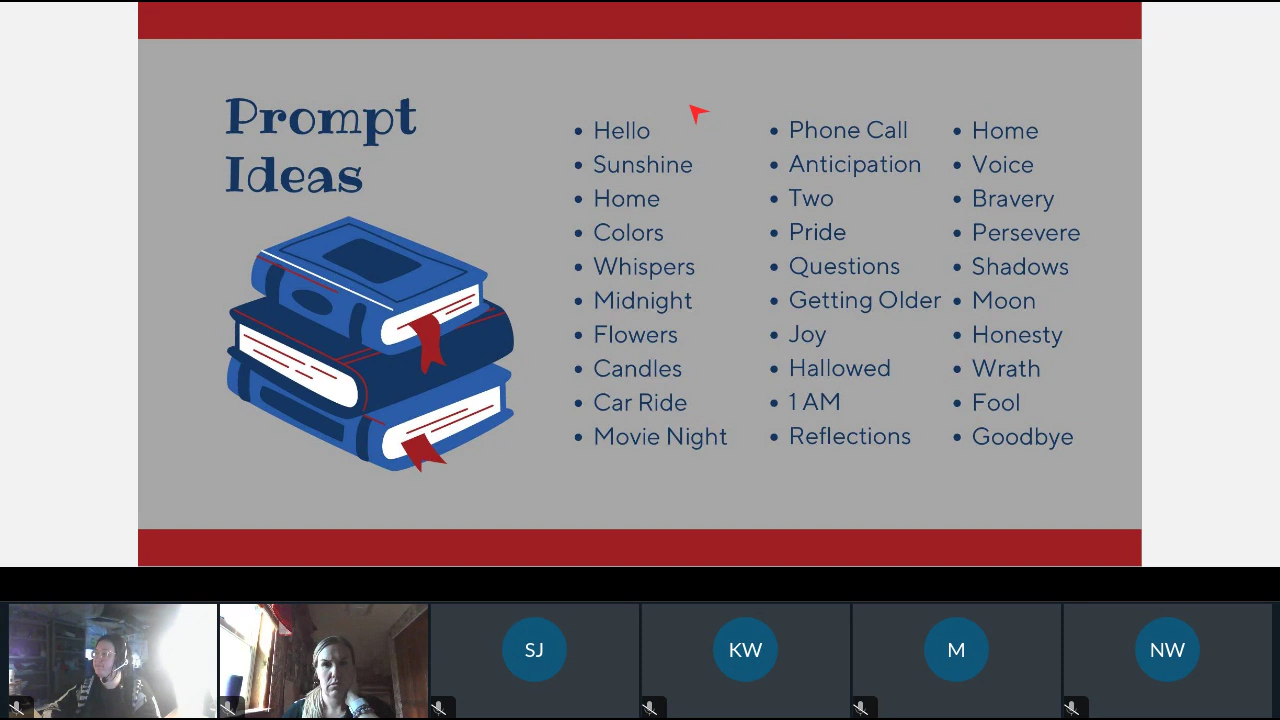 Prompt
Ideas
Hello
Sunshine
Home
Colors
Whispers
Midnight
Flowers
Candles
Car Ride
Movie Night
Phone Call
Anticipation
Two
Pride
Questions
Getting Older
Joy
Hallowed
1 AM
Reflections
Home
Voice
Bravery
Persevere
Shadows
Moon
Honesty
Wrath
Fool
Goodbye
SJ
KW
M
NW